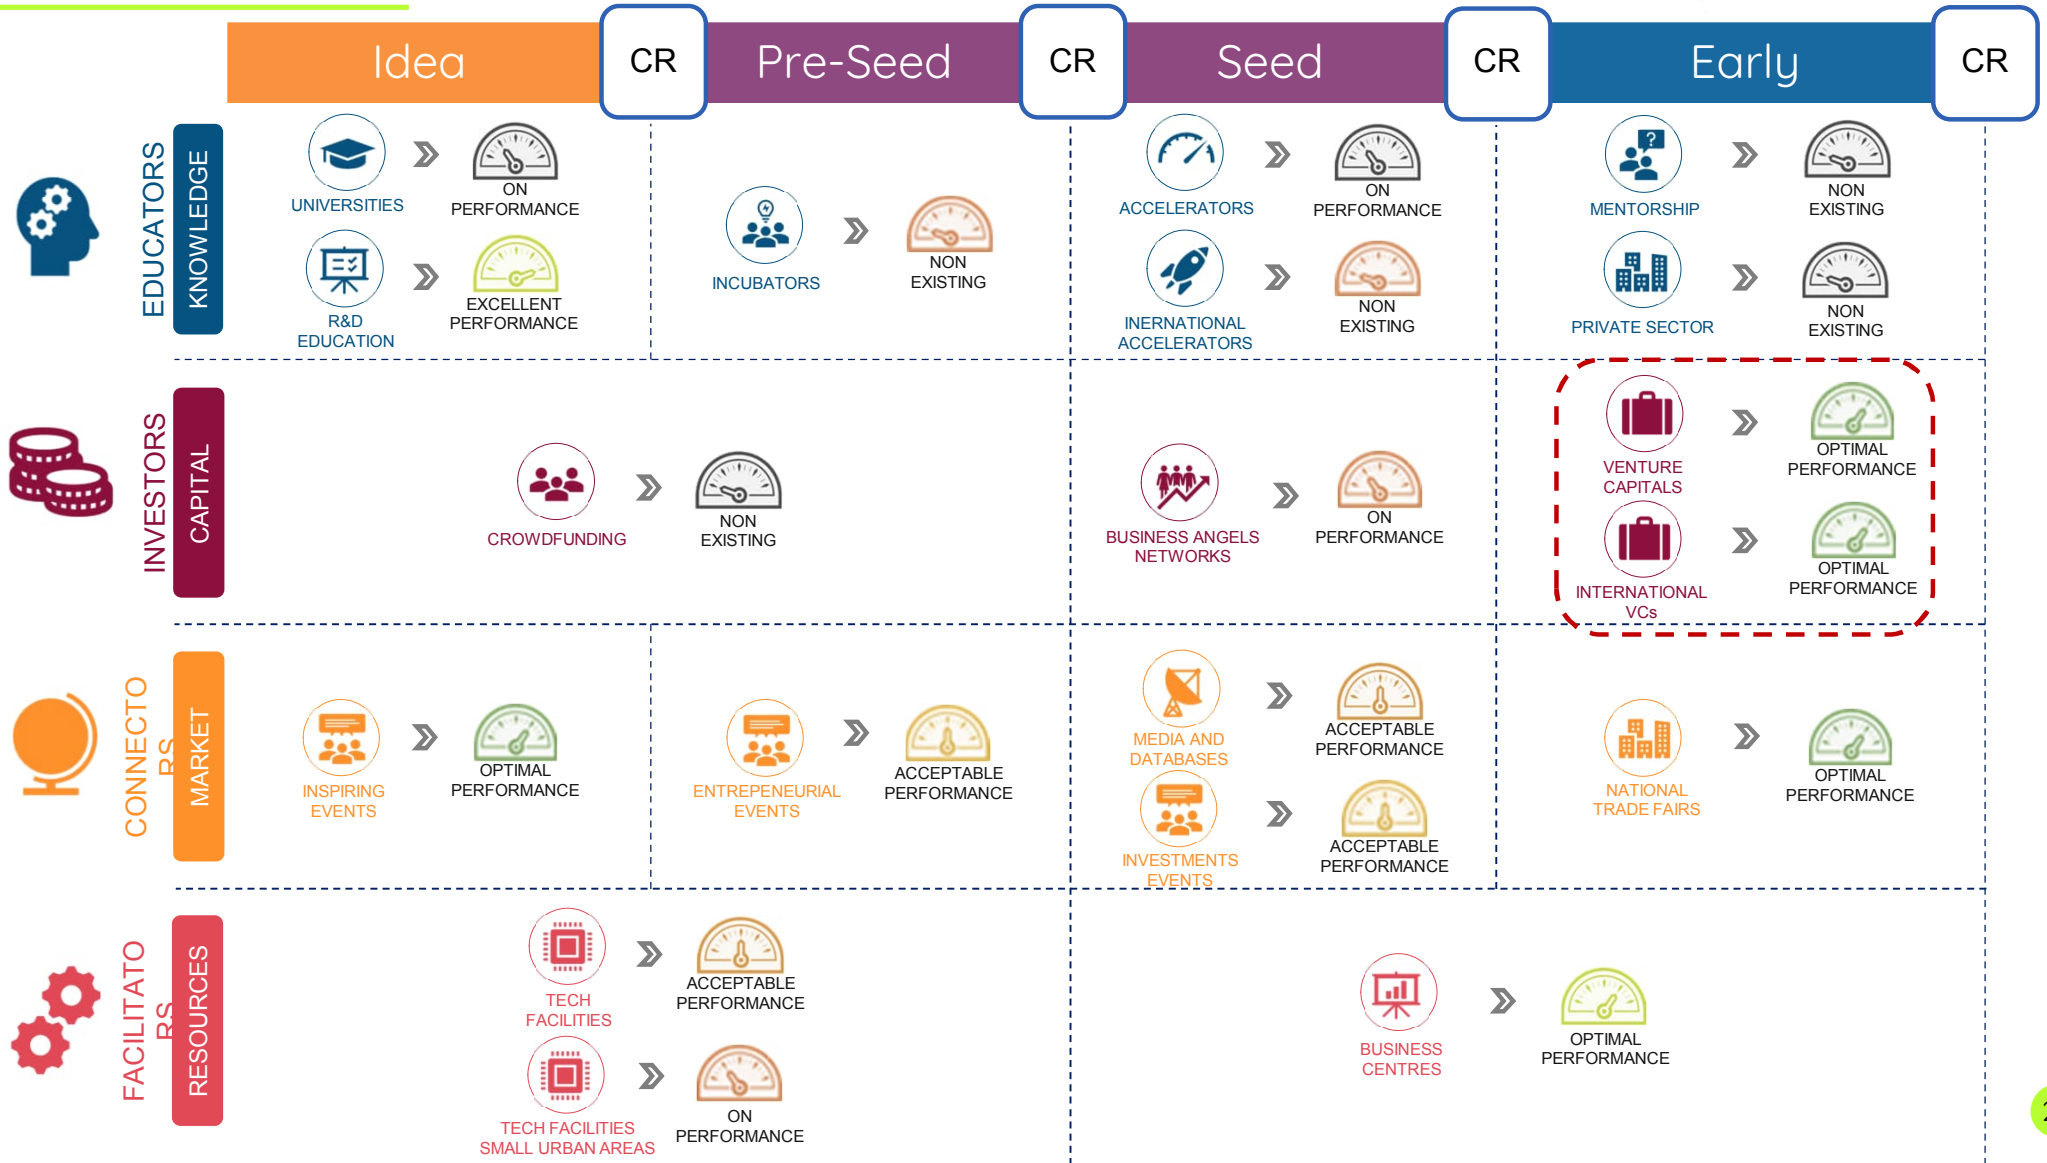 Idea
CR
Pre-Seed
CR
Seed
CR
Early
CR
EDUCATORS
KNOWLEDGE
UNIVERSITIES
ON
PERFORMANCE
R&D
EDUCATION
EXCELLENT
PERFORMANCE
INCUBATORS
NON
EXISTING
ACCELERATORS
ON
PERFORMANCE
INERNATIONAL
ACCELERATORS
NON
EXISTING
?
MENTORSHIP
NON
EXISTING
PRIVATE SECTOR
NON
EXISTING
INVESTORS
CAPITAL
CROWDFUNDING
NON
EXISTING
BUSINESS ANGELS
NETWORKS
ON
PERFORMANCE
VENTURE
CAPITALS
OPTIMAL
PERFORMANCE
INTERNATIONAL
VCs
OPTIMAL
PERFORMANCE
CONNECTO
RS
MARKET
INSPIRING
EVENTS
OPTIMAL
PERFORMANCE
ENTREPENEURIAL
EVENTS
ACCEPTABLE
PERFORMANCE
MEDIA AND
DATABASES
ACCEPTABLE
PERFORMANCE
INVESTMENTS
EVENTS
ACCEPTABLE
PERFORMANCE
NATIONAL
TRADE FAIRS
OPTIMAL
PERFORMANCE
FACILITATO
RS
RESOURCES
TECH
FACILITIES
ACCEPTABLE
PERFORMANCE
TECH FACILITIES
SMALL URBAN AREAS
ON
PERFORMANCE
BUSINESS
CENTRES
OPTIMAL
PERFORMANCE